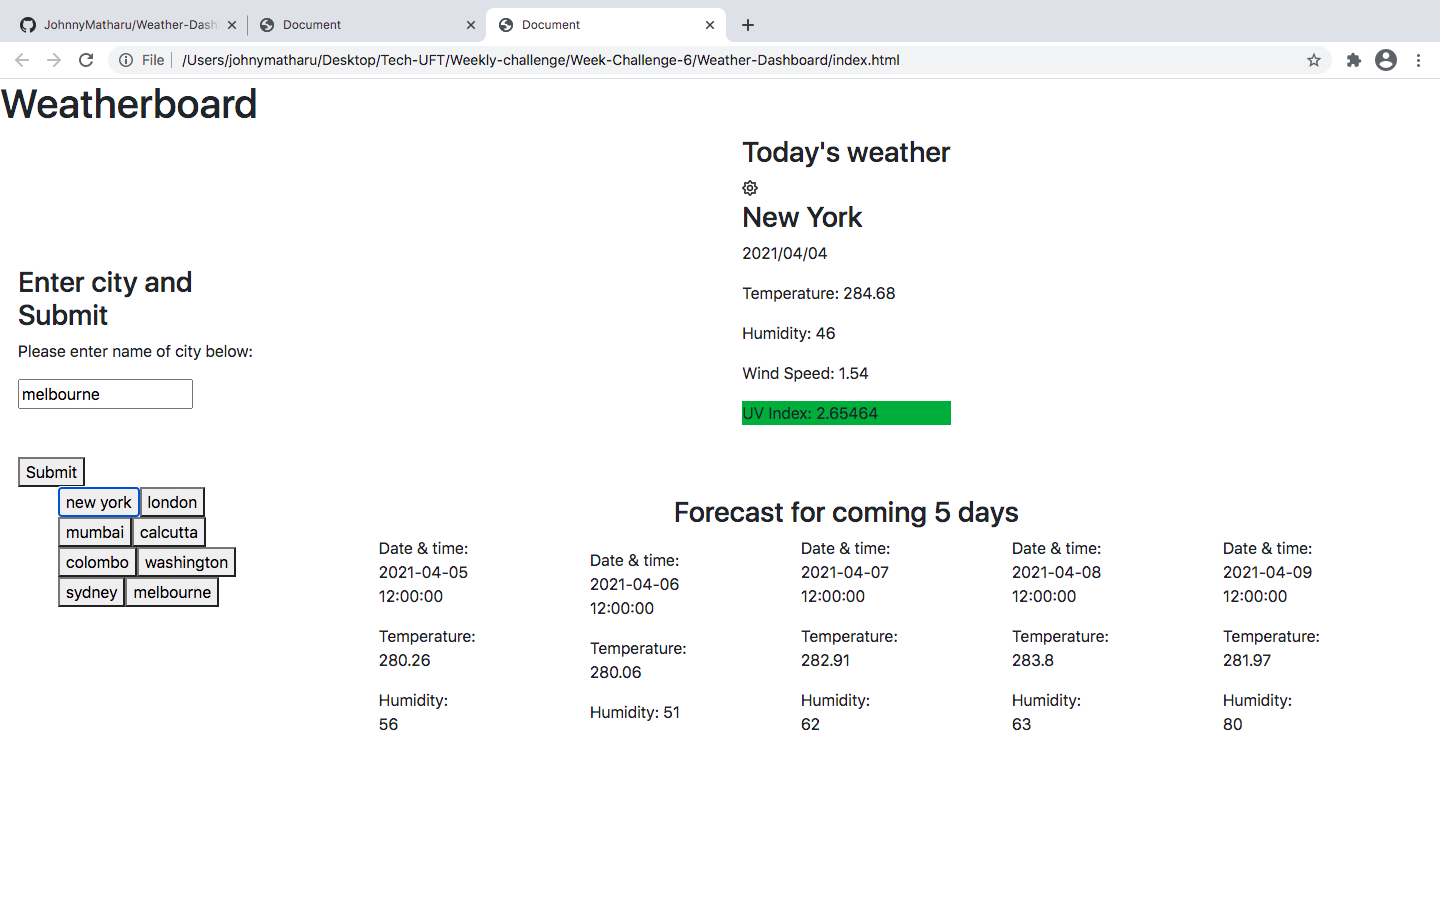 JohnnyMatharu/Weather-Dash
Document
Document
File
/Users/johnymatharu/Desktop/Tech-UFT/Weekly-challenge/Week-Challenge-6/Weather-Dashboard/index.html
Weatherboard
Enter city and
Submit
Please enter name of city below:
melbourne
Submit
new york london
mumbai calcutta
colombo washington
sydney melbourne
Today's weather
New York
2021/04/04
Temperature: 284.68
Humidity: 46
Wind Speed: 1.54
UV Index: 2.65464
Forecast for coming 5 days
Date & time:
2021-04-05
12:00:00
Temperature:
280.26
Humidity:
56
Date & time:
2021-04-06
12:00:00
Temperature:
280.06
Humidity: 51
Date & time:
2021-04-07
12:00:00
Temperature:
282.91
Humidity:
62
Date & time:
2021-04-08
12:00:00
Temperature:
283.8
Humidity:
63
Date & time:
2021-04-09
12:00:00
Temperature:
281.97
Humidity:
80